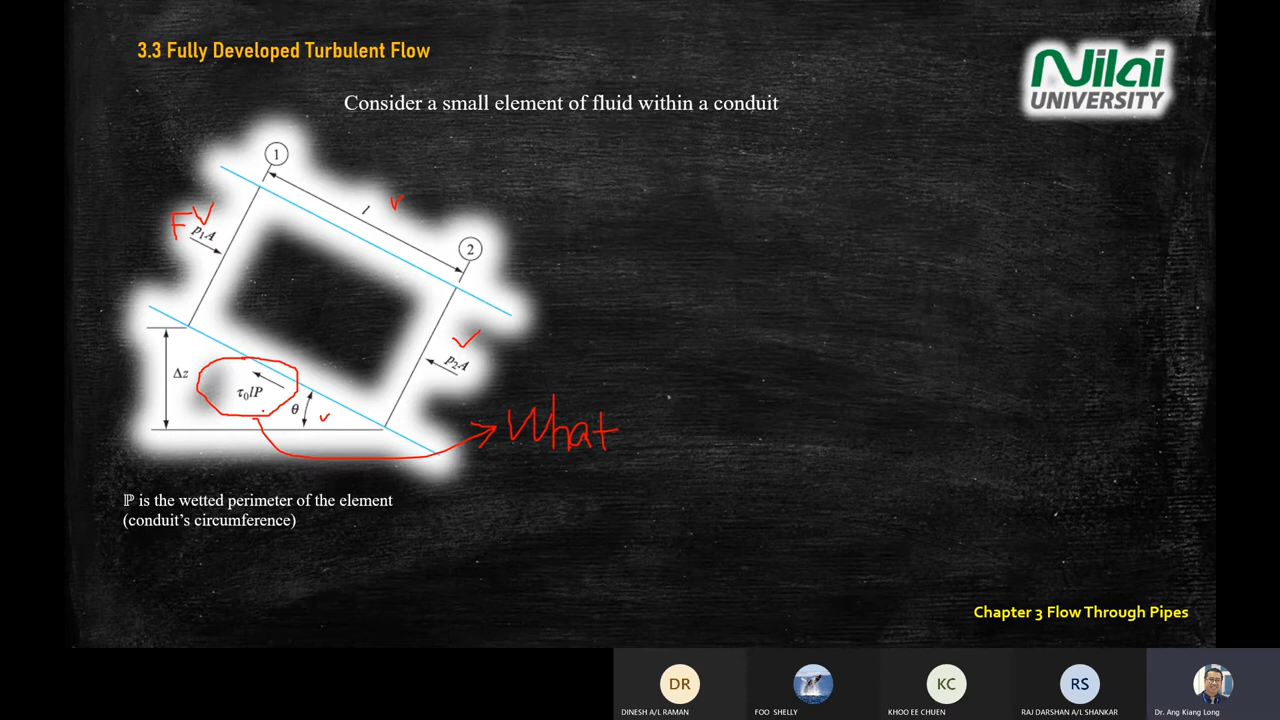 3.3 Fully Developed Turbulent Flow
Nilai
UNIVERSITY
Consider a small element of fluid within a conduit
1
l
2
F
p₁A
p₂A
Δz
τ₀lP
θ
What
ℙ is the wetted perimeter of the element
(conduit's circumference)
Chapter 3 Flow Through Pipes
DR
KC
RS
DINESH A/L RAMAN
FOO SHELLY
KHOO EE CHUEN
RAJ DARSHAN A/L SHANKAR
Dr. Ang Kiang Long